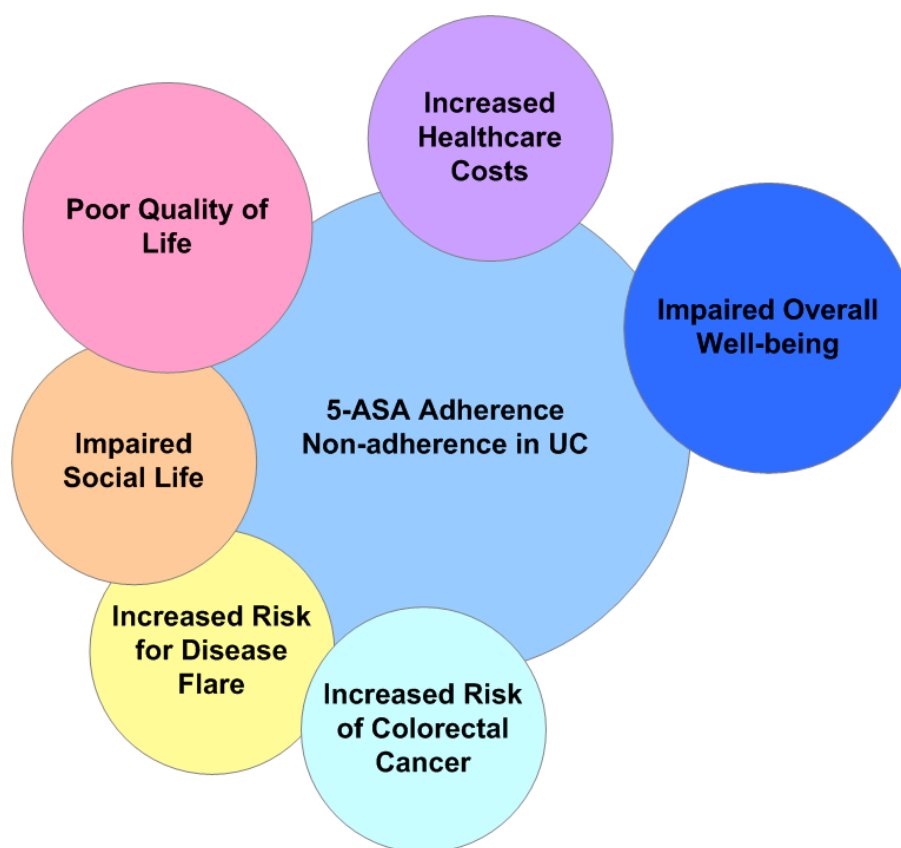 Increased
Healthcare
Costs
Poor Quality of
Life
Impaired Overall
Well-being
5-ASA Adherence
Non-adherence in UC
Impaired
Social Life
Increased Risk
for Disease
Flare
Increased Risk
of Colorectal
Cancer